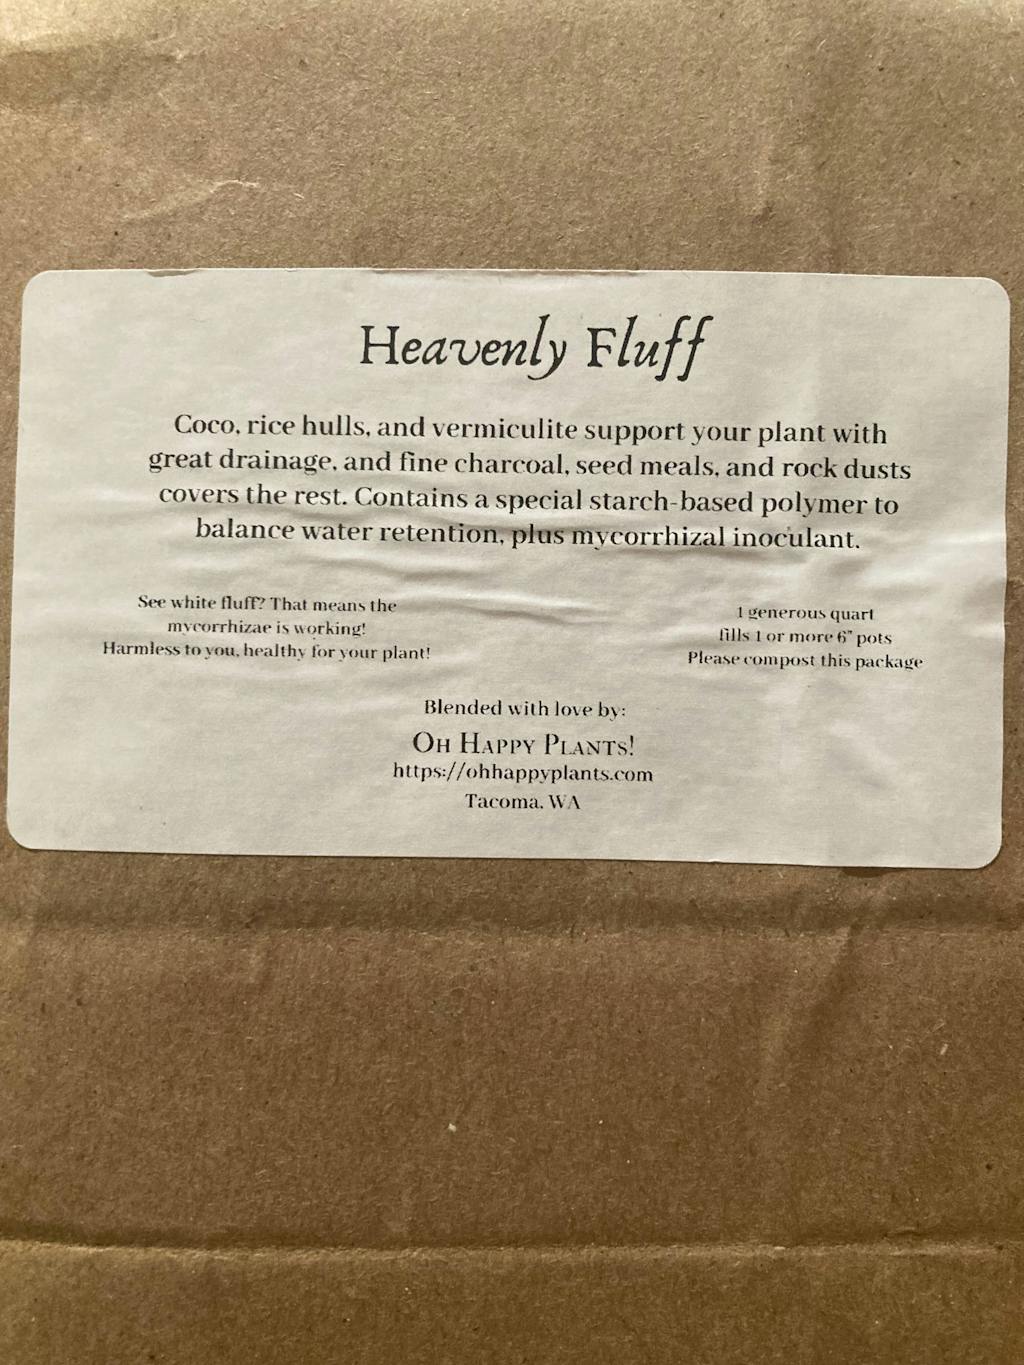 Heavenly Fluff
Coco, rice hulls, and vermiculite support your plant with
great drainage, and fine charcoal, seed meals, and rock dusts
covers the rest. Contains a special starch-based polymer to
balance water retention, plus mycorrhizal inoculant.
See white fluff? That means the
mycorrhizae is working!
Harmless to you, healthy for your plant!
1 generous quart
fills 1 or more 6" pots
Please compost this package
Blended with love by:
OH HAPPY PLANTS!
https://ohhappyplants.com
Tacoma, WA